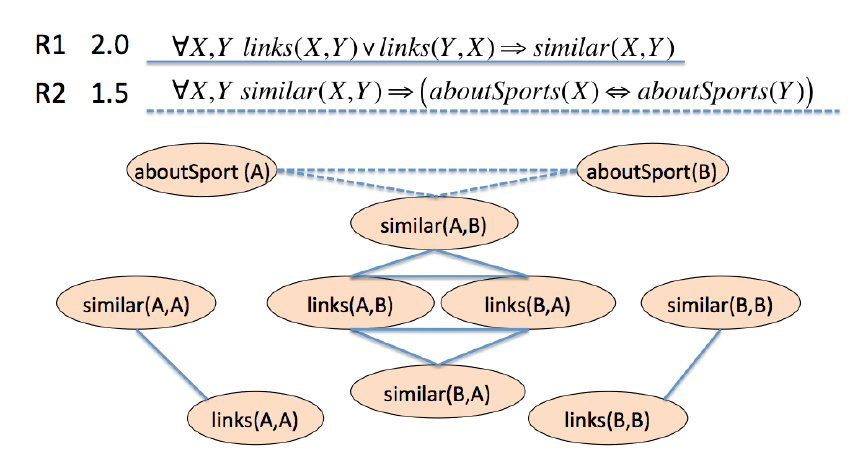 R1 2.0 ∀X,Y links(X,Y)∨links(Y,X)⇒similar(X,Y)
R2 1.5 ∀X,Y similar(X,Y)⇒(aboutSports(X)⇔aboutSports(Y))
aboutSport (A) aboutSport(B)
similar(A,B)
similar(A,A) links(A,B) links(B,A) similar(B,B)
similar(B,A)
links(A,A) links(B,B)